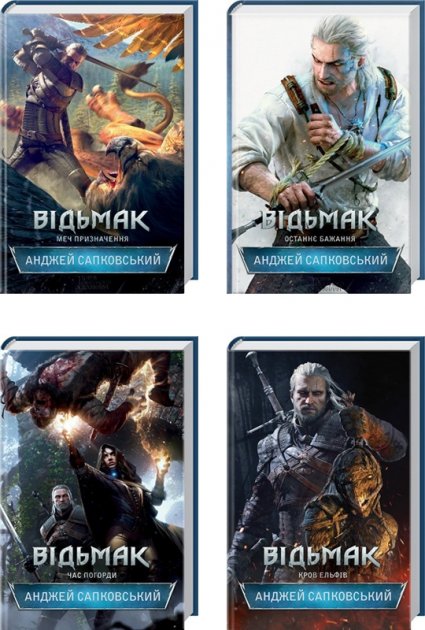 ВІДЬМАК
МЕЧ ПРИЗНАЧЕННЯ
АНДЖЕЙ САПКОВСЬКИЙ
ВІДЬМАК
ОСТАННЄ БАЖАННЯ
АНДЖЕЙ САПКОВСЬКИЙ
ВІДЬМАК
ЧАС ПОГОРДИ
АНДЖЕЙ САПКОВСЬКИЙ
ВІДЬМАК
КРОВ ЕЛЬФІВ
АНДЖЕЙ САПКОВСЬКИЙ